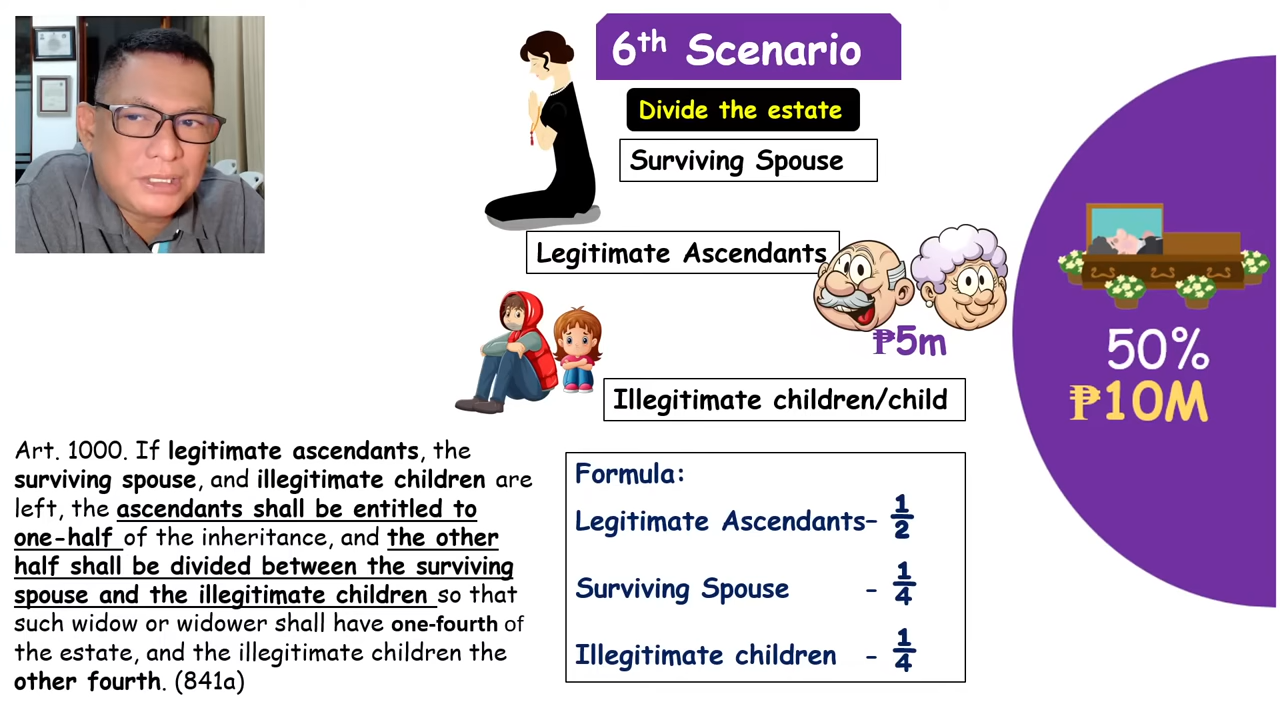 6th Scenario
Divide the estate
Surviving Spouse
Legitimate Ascendants
₱5m
Illegitimate children/child
50%
₱10M
Art. 1000. If legitimate ascendants, the
surviving spouse, and illegitimate children are
left, the ascendants shall be entitled to
one-half of the inheritance, and the other
half shall be divided between the surviving
spouse and the illegitimate children so that
such widow or widower shall have one-fourth of
the estate, and the illegitimate children the
other fourth. (841a)
Formula:
Legitimate Ascendants- 1/2
Surviving Spouse - 1/4
Illegitimate children - 1/4